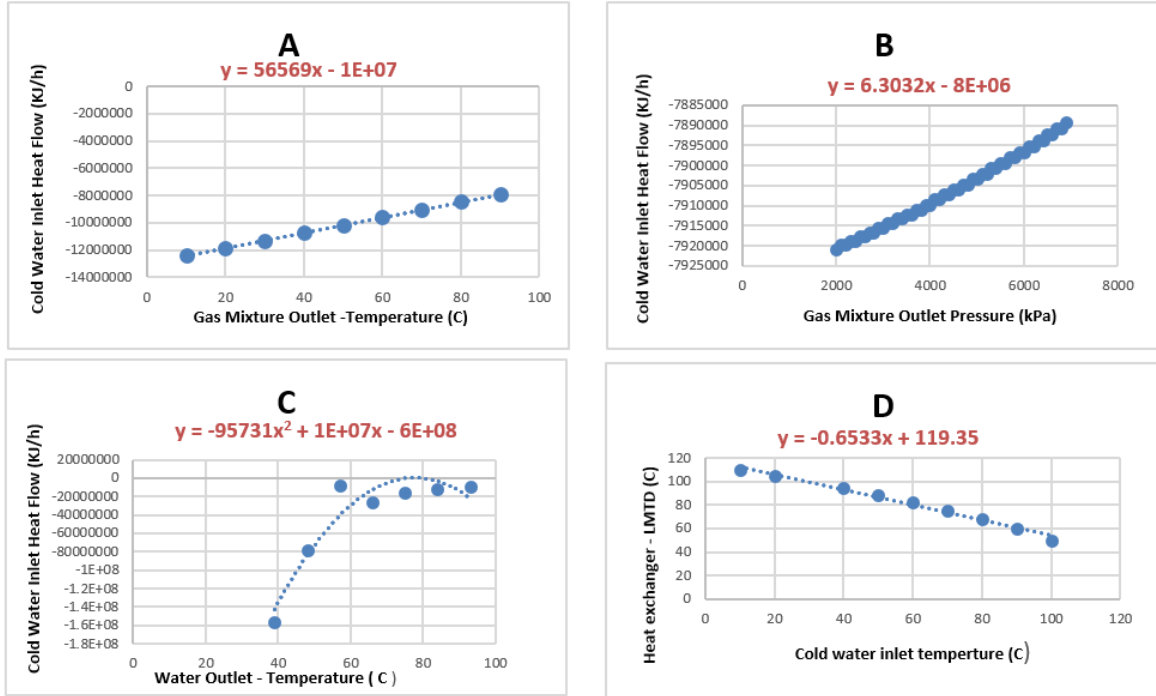 A
y = 56569x - 1E+07
Cold Water Inlet Heat Flow (KJ/h)
0
-2000000
-4000000
-6000000
-8000000
-10000000
-12000000
-14000000
0 20 40 60 80 100
Gas Mixture Outlet -Temperature (C)
B
y = 6.3032x - 8E+06
Cold Water Inlet Heat Flow (KJ/h)
-7885000
-7890000
-7895000
-7900000
-7905000
-7910000
-7915000
-7920000
-7925000
0 2000 4000 6000 8000
Gas Mixture Outlet Pressure (kPa)
C
y = -95731x² + 1E+07x - 6E+08
Cold Water Inlet Heat Flow (KJ/h)
20000000
0
-20000000
-40000000
-60000000
-80000000
-1E+08
-1.2E+08
-1.4E+08
-1.6E+08
-1.8E+08
0 20 40 60 80 100
Water Outlet - Temperature ( C )
D
y = -0.6533x + 119.35
Heat exchanger - LMTD (C)
120
100
80
60
40
20
0
0 20 40 60 80 100 120
Cold water inlet temperture (C)